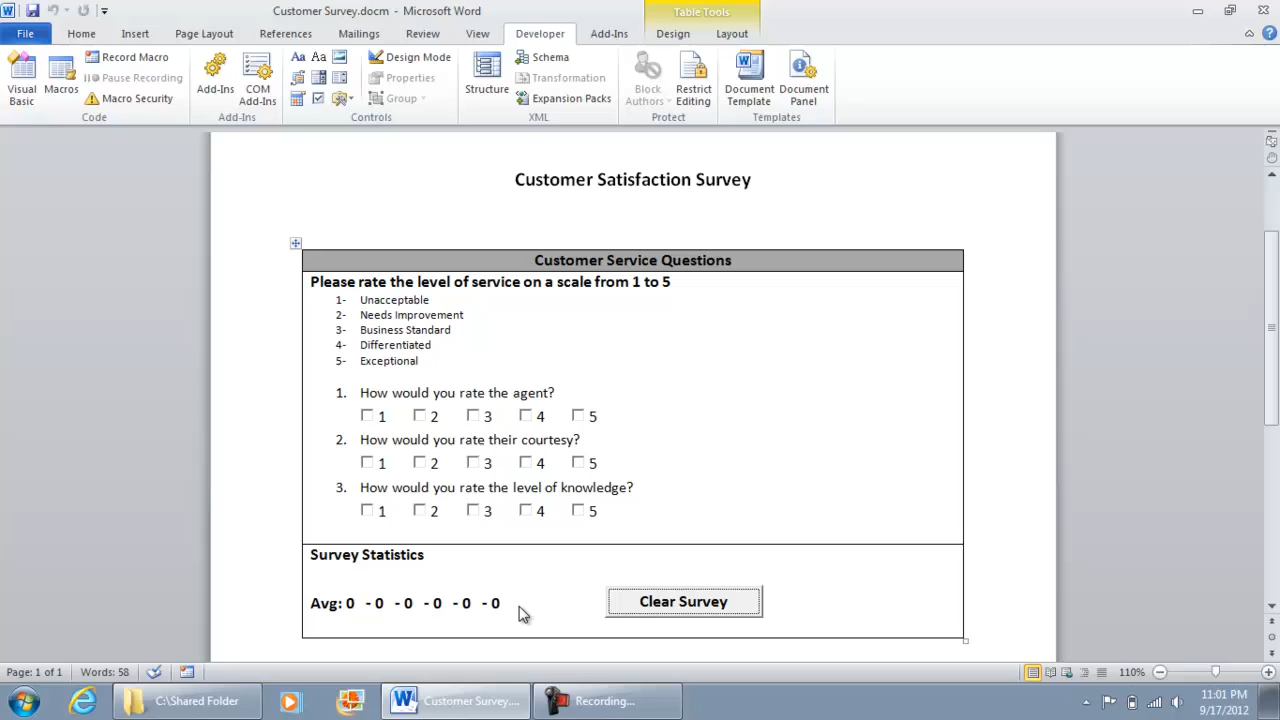 Customer Survey.docm - Microsoft Word
Table Tools
File Home Insert Page Layout References Mailings Review View Developer Add-Ins Design Layout
Visual Basic
Macros
Record Macro
Pause Recording
Macro Security
Code
Add-Ins
COM Add-Ins
Add-Ins
Aa Aa
Design Mode
Properties
Group
Controls
Structure
Schema
Transformation
Expansion Packs
XML
Block Authors
Restrict Editing
Protect
Document Template
Document Panel
Templates
Customer Satisfaction Survey
Customer Service Questions
Please rate the level of service on a scale from 1 to 5
1- Unacceptable
2- Needs Improvement
3- Business Standard
4- Differentiated
5- Exceptional
1. How would you rate the agent?
1 2 3 4 5
2. How would you rate their courtesy?
1 2 3 4 5
3. How would you rate the level of knowledge?
1 2 3 4 5
Survey Statistics
Avg: 0 - 0 - 0 - 0 - 0 - 0
Clear Survey
Page: 1 of 1 Words: 58 110%
C:\Shared Folder Customer Survey.... Recording... 11:01 PM
9/17/2012